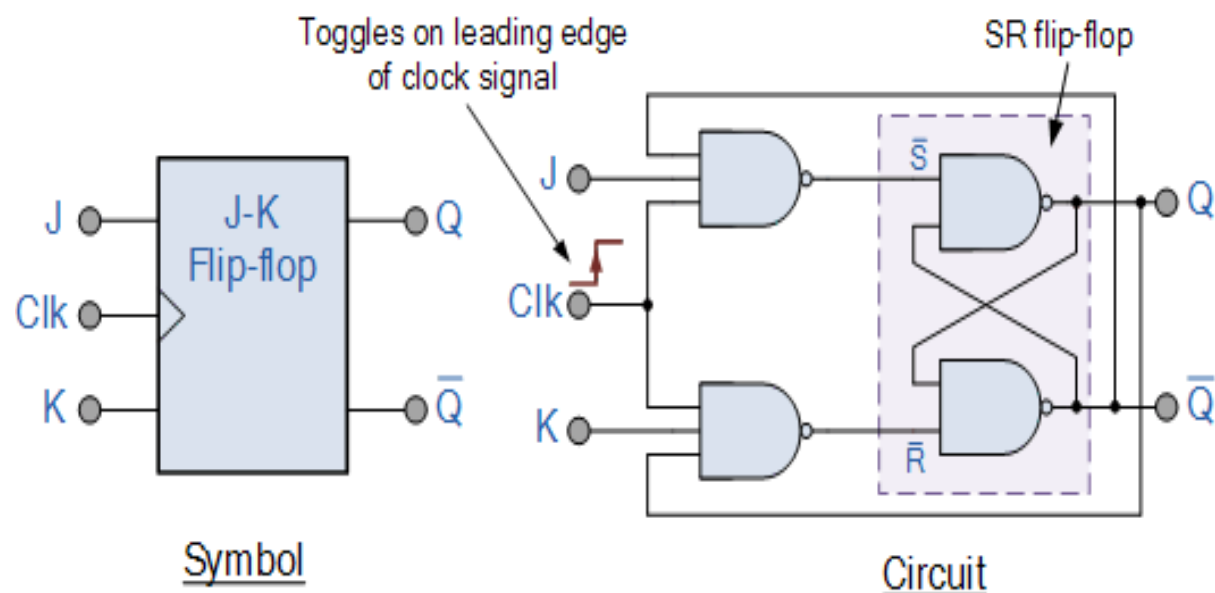 Toggles on leading edge
of clock signal
SR flip-flop
J
Clk
K
J-K
Flip-flop
Q
Q̅
J
Clk
K
S̅
R̅
Q
Q̅
Symbol
Circuit